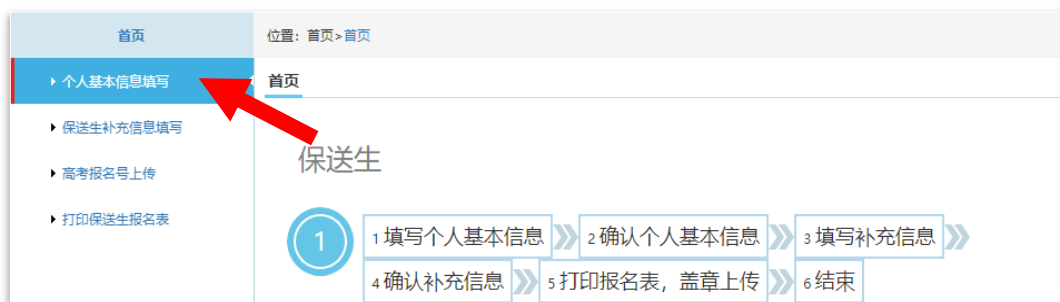 首页
位置：首页>首页
个人基本信息填写
首页
保送生补充信息填写
高考报名号上传
打印保送生报名表
保送生
1
1 填写个人基本信息
2 确认个人基本信息
3 填写补充信息
4 确认补充信息
5 打印报名表，盖章上传
6 结束